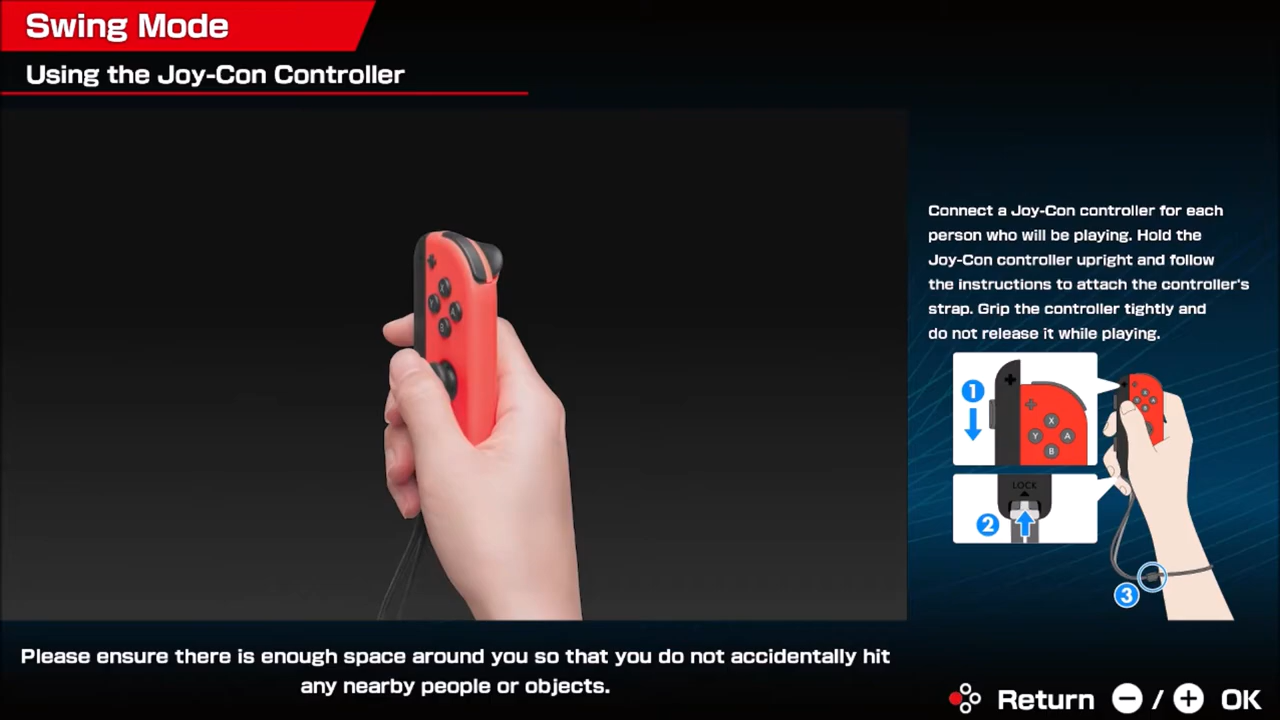 Swing Mode
Using the Joy-Con Controller
Connect a Joy-Con controller for each
person who will be playing. Hold the
Joy-Con controller upright and follow
the instructions to attach the controller's
strap. Grip the controller tightly and
do not release it while playing.
X
Y A
B
1
X
Y A
B
LOCK
2
3
Please ensure there is enough space around you so that you do not accidentally hit
any nearby people or objects.
Return / OK